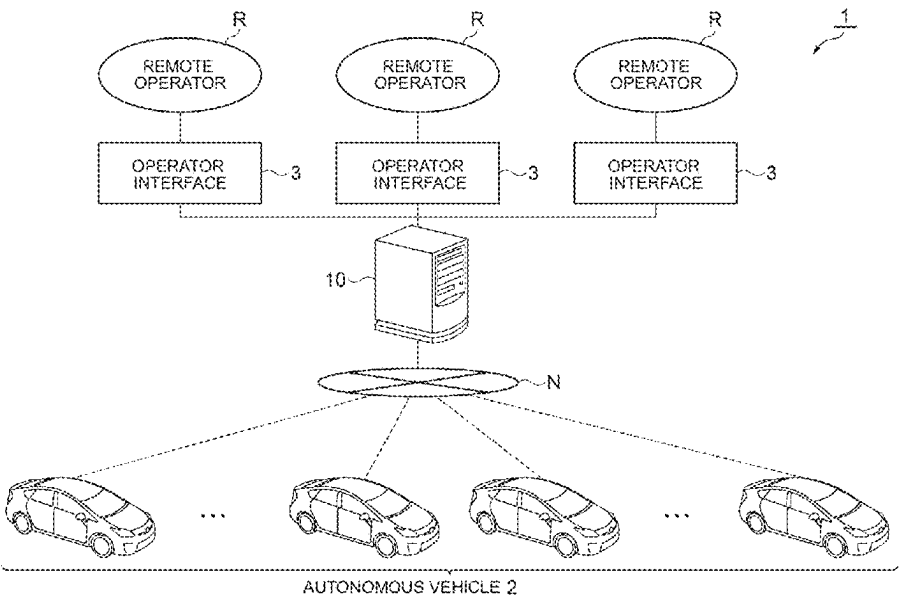 1
R
R
R
REMOTE
OPERATOR
REMOTE
OPERATOR
REMOTE
OPERATOR
OPERATOR
INTERFACE
3
OPERATOR
INTERFACE
3
OPERATOR
INTERFACE
3
10
N
...
...
AUTONOMOUS VEHICLE 2